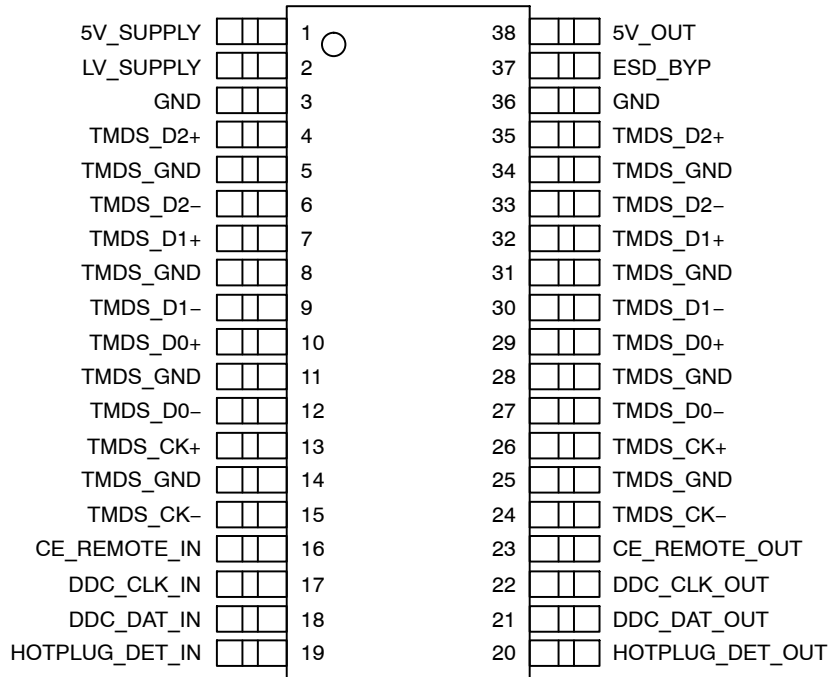 5V_SUPPLY 1 38 5V_OUT
LV_SUPPLY 2 37 ESD_BYP
GND 3 36 GND
TMDS_D2+ 4 35 TMDS_D2+
TMDS_GND 5 34 TMDS_GND
TMDS_D2− 6 33 TMDS_D2−
TMDS_D1+ 7 32 TMDS_D1+
TMDS_GND 8 31 TMDS_GND
TMDS_D1− 9 30 TMDS_D1−
TMDS_D0+ 10 29 TMDS_D0+
TMDS_GND 11 28 TMDS_GND
TMDS_D0− 12 27 TMDS_D0−
TMDS_CK+ 13 26 TMDS_CK+
TMDS_GND 14 25 TMDS_GND
TMDS_CK− 15 24 TMDS_CK−
CE_REMOTE_IN 16 23 CE_REMOTE_OUT
DDC_CLK_IN 17 22 DDC_CLK_OUT
DDC_DAT_IN 18 21 DDC_DAT_OUT
HOTPLUG_DET_IN 19 20 HOTPLUG_DET_OUT